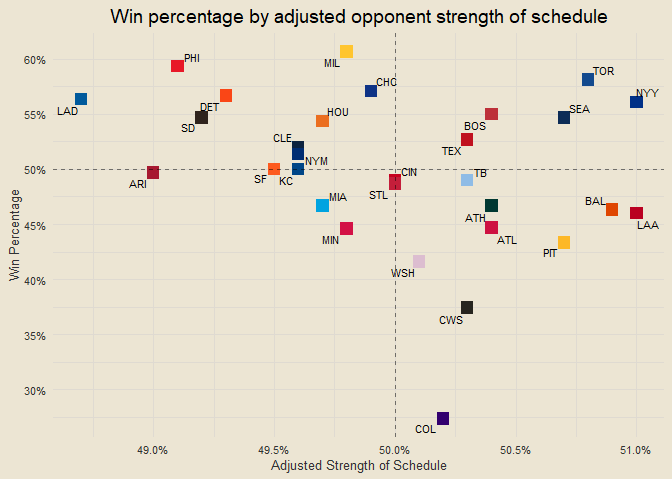 Win percentage by adjusted opponent strength of schedule
60%
55%
50%
45%
40%
35%
30%
Win Percentage
PHI
MIL
TOR
CHC
NYY
LAD
DET
SD
HOU
BOS
SEA
CLE
TEX
NYM
ARI
SF
KC
CIN
STL
TB
MIA
MIN
ATH
ATL
BAL
LAA
PIT
WSH
CWS
COL
49.0%
49.5%
50.0%
50.5%
51.0%
Adjusted Strength of Schedule